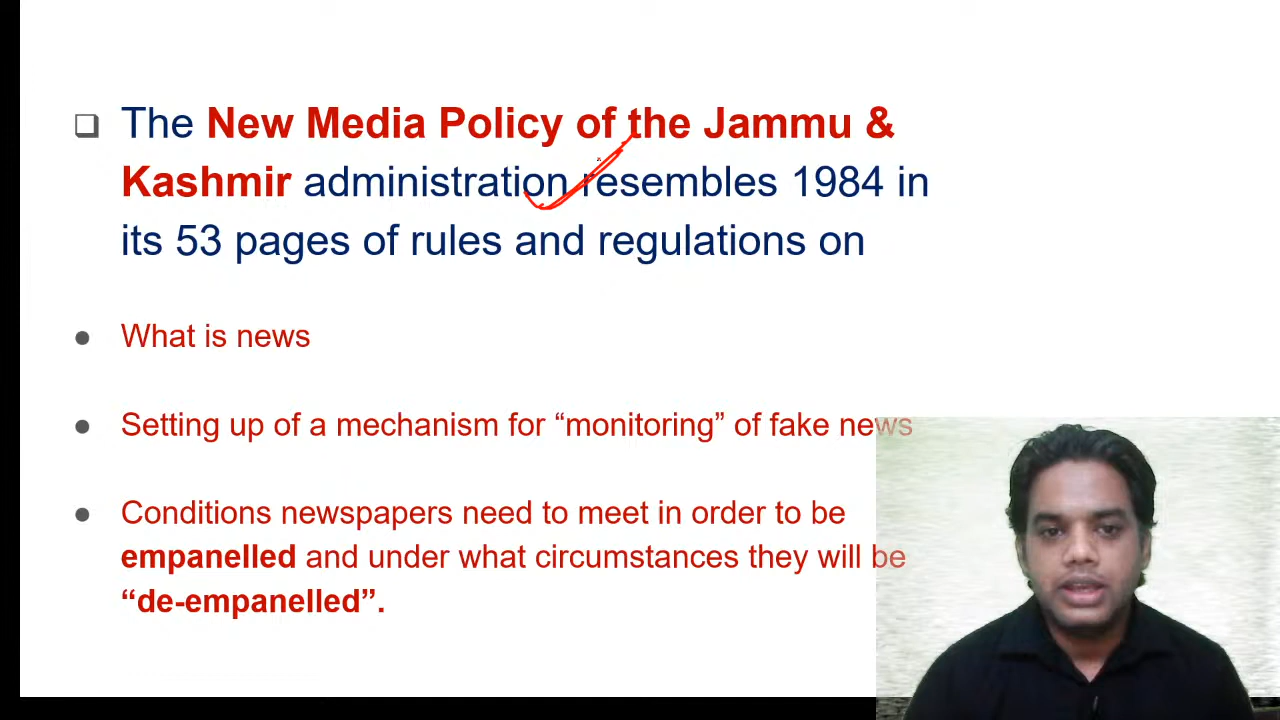 ❑ The New Media Policy of the Jammu &
Kashmir administration resembles 1984 in
its 53 pages of rules and regulations on
● What is news
● Setting up of a mechanism for “monitoring” of fake news
● Conditions newspapers need to meet in order to be
empanelled and under what circumstances they will be
“de-empanelled”.